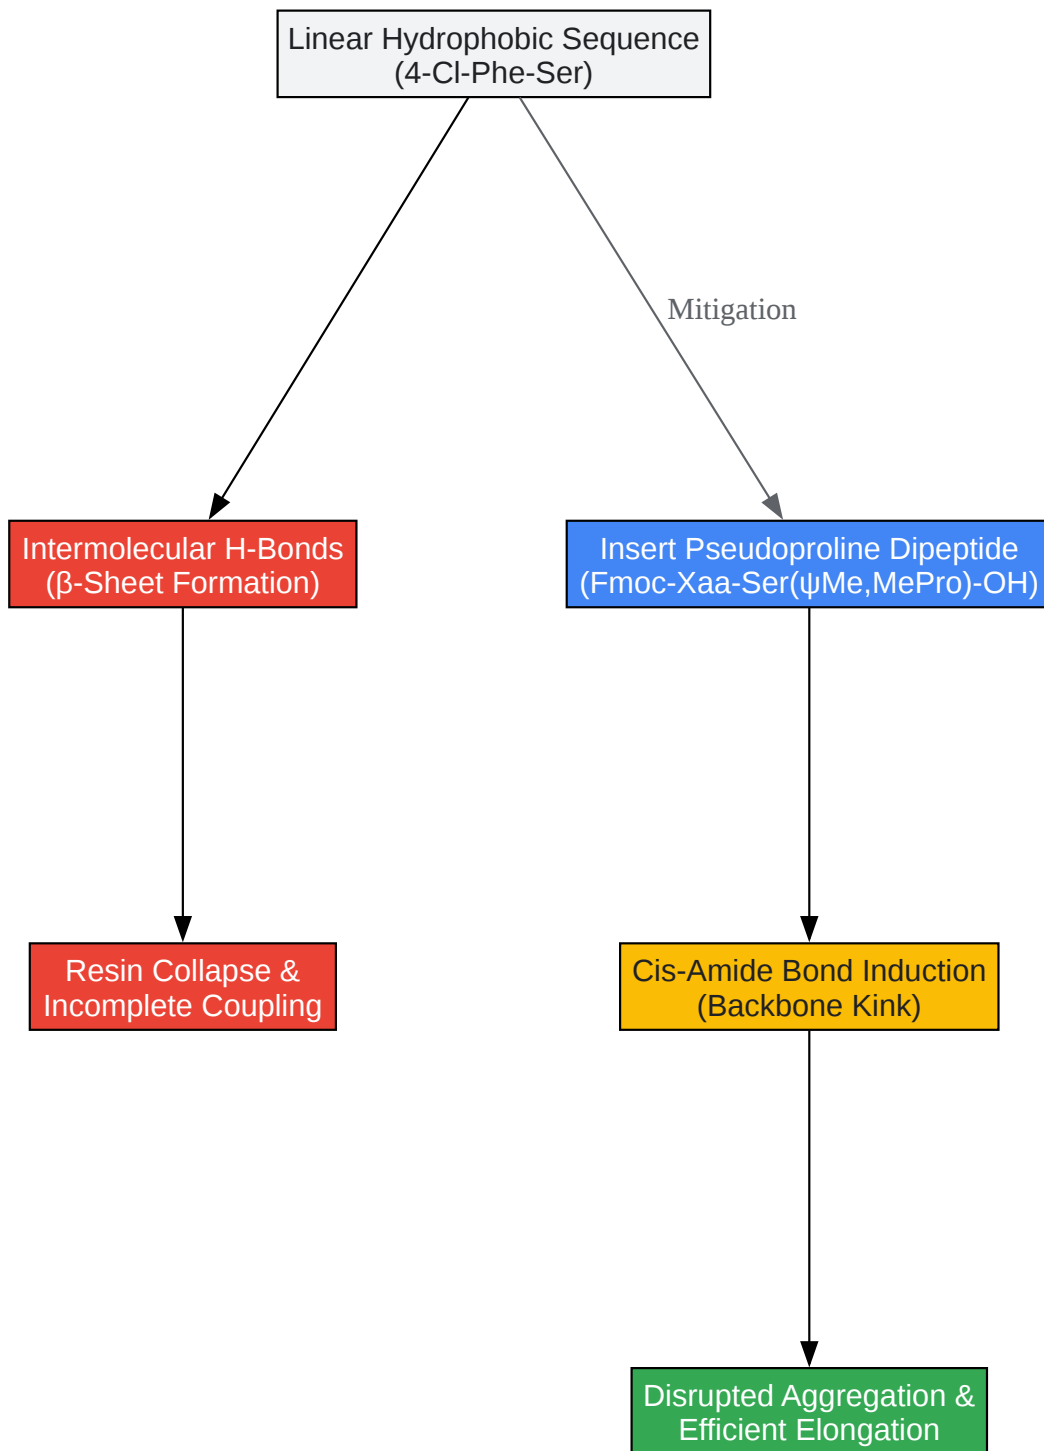 Linear Hydrophobic Sequence
(4-Cl-Phe-Ser)
Mitigation
Intermolecular H-Bonds
(β-Sheet Formation)
Insert Pseudoproline Dipeptide
(Fmoc-Xaa-Ser(ψMe,MePro)-OH)
Resin Collapse &
Incomplete Coupling
Cis-Amide Bond Induction
(Backbone Kink)
Disrupted Aggregation &
Efficient Elongation